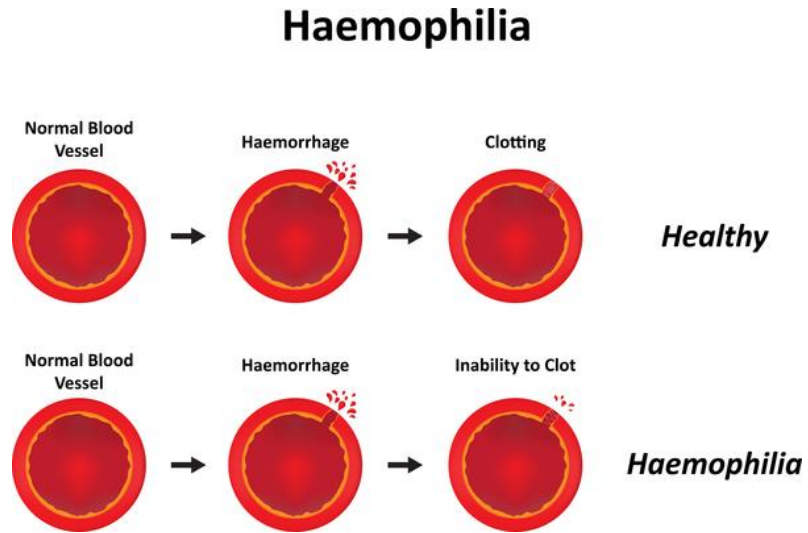 Haemophilia
Normal Blood
Vessel
Haemorrhage
Clotting
Healthy
Normal Blood
Vessel
Haemorrhage
Inability to Clot
Haemophilia